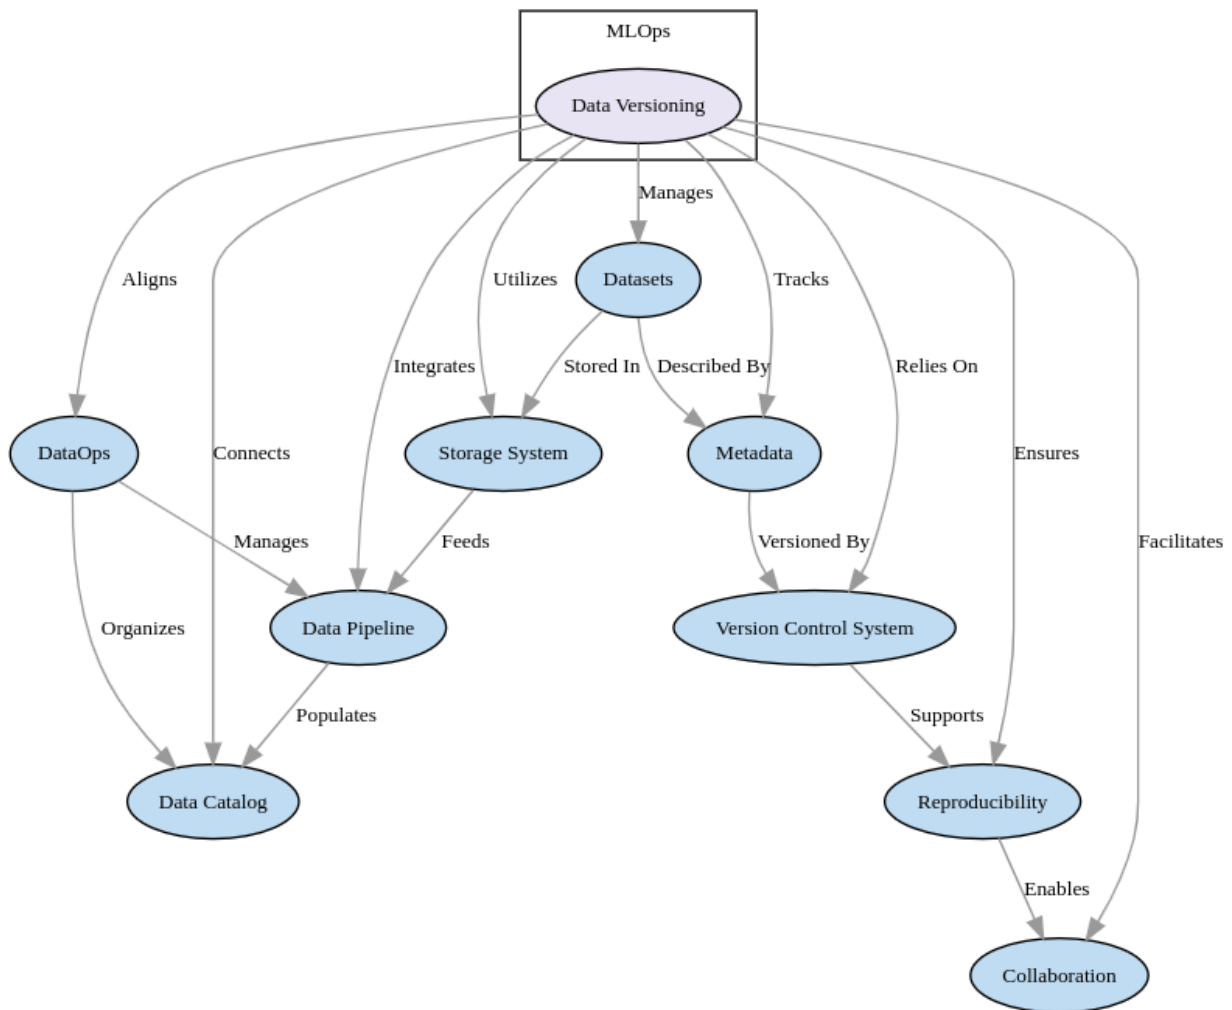 MLOps
Data Versioning
Manages
Aligns
Utilizes
Datasets
Tracks
Integrates
Stored In
Described By
Relies On
DataOps
Connects
Storage System
Metadata
Ensures
Manages
Feeds
Versioned By
Facilitates
Organizes
Data Pipeline
Version Control System
Populates
Supports
Data Catalog
Reproducibility
Enables
Collaboration